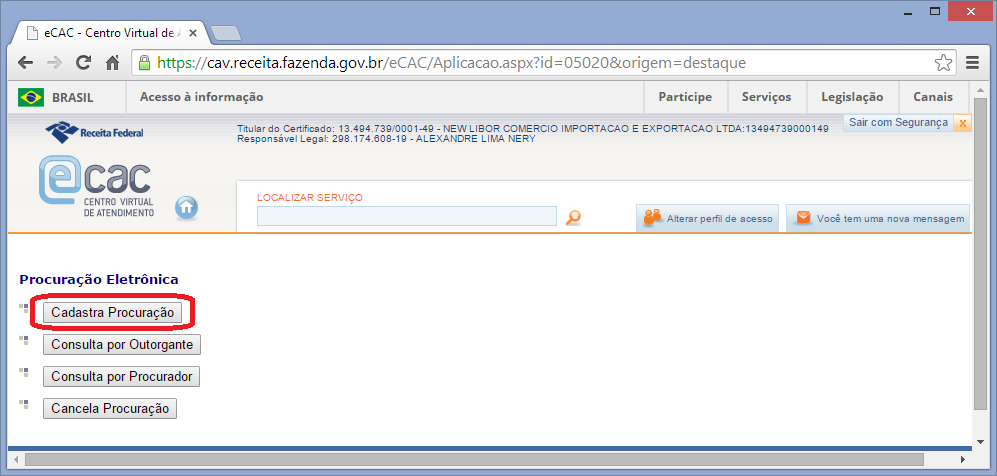 eCAC - Centro Virtual de A
https://cav.receita.fazenda.gov.br/eCAC/Aplicacao.aspx?id=05020&origem=destaque
BRASIL Acesso à informação Participe Serviços Legislação Canais
Receita Federal
Titular do Certificado: 13.494.739/0001-49 - NEW LIBOR COMERCIO IMPORTACAO E EXPORTACAO LTDA:13494739000149
Responsável Legal: 298.174.608-19 - ALEXANDRE LIMA NERY
Sair com Segurança x
ecac
CENTRO VIRTUAL
DE ATENDIMENTO
LOCALIZAR SERVIÇO
Alterar perfil de acesso
Você tem uma nova mensagem
Procuração Eletrônica
Cadastra Procuração
Consulta por Outorgante
Consulta por Procurador
Cancela Procuração